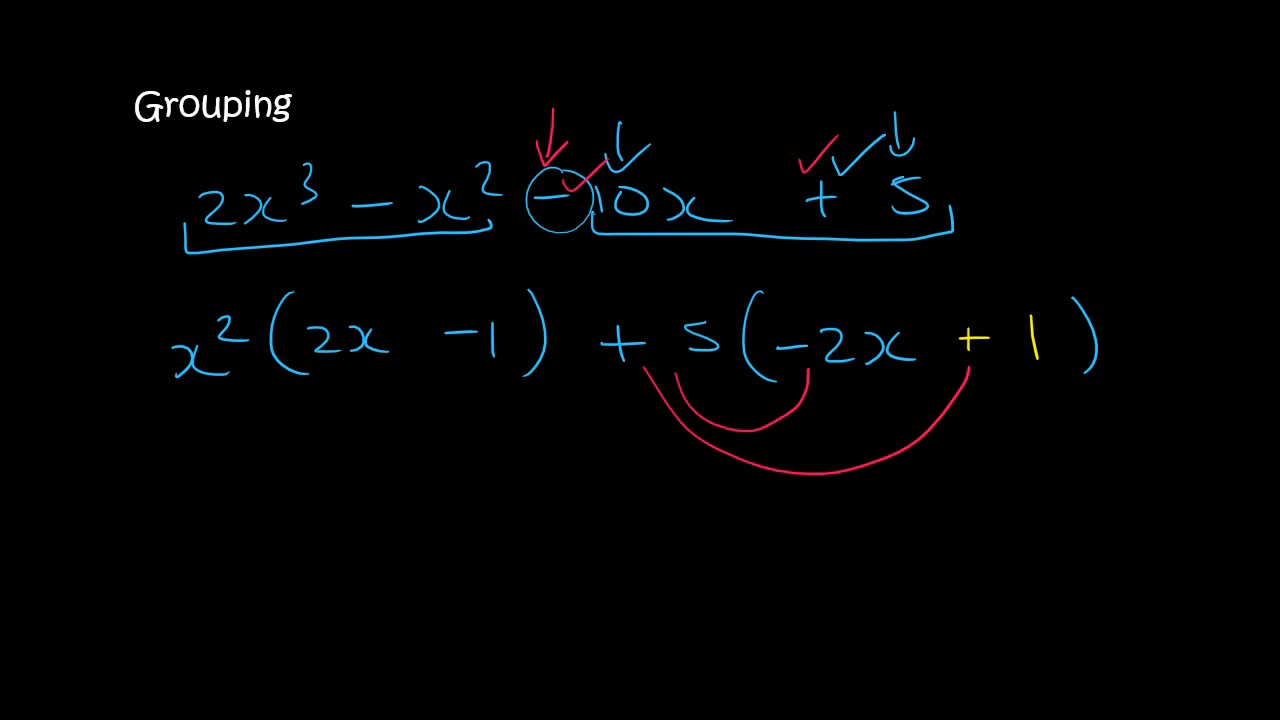 Grouping
2x³ − x² − 10x + 5
x² (2x − 1) + 5 (−2x + 1)